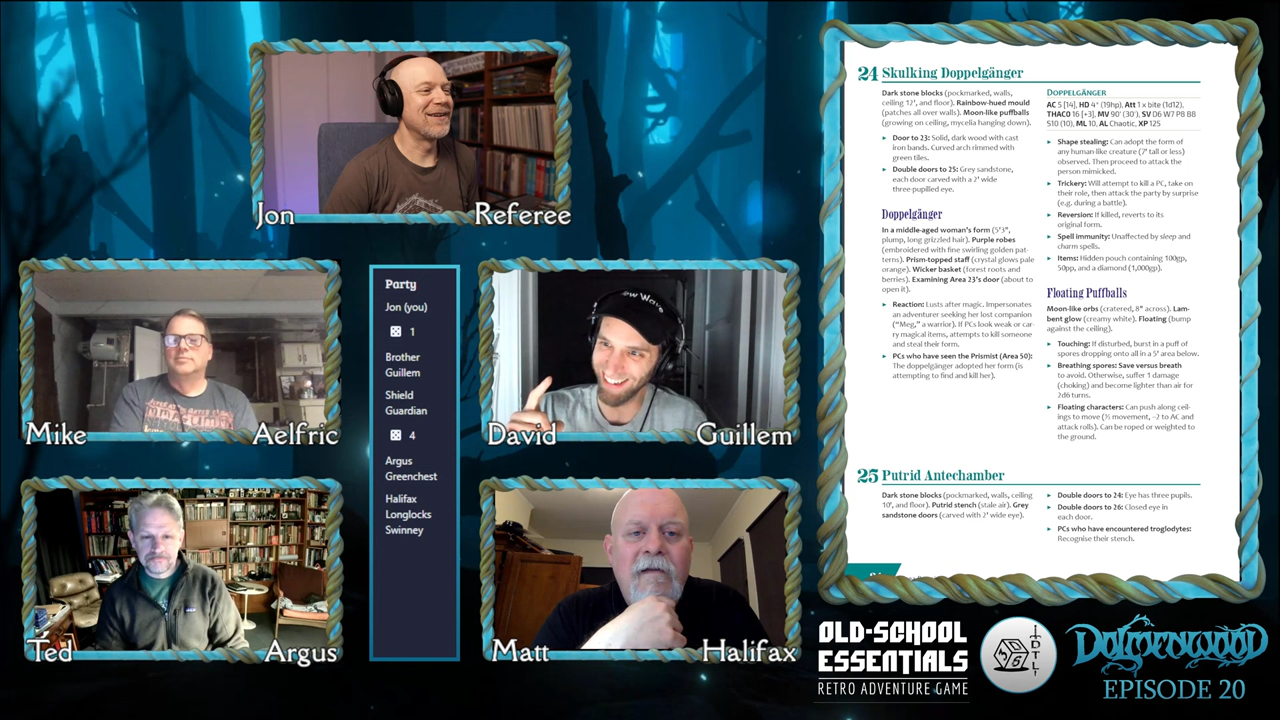 Jon Referee
Mike Aelfric
David Guillem
Ted Argus
Matt Halifax
Party
Jon (you)
1
Brother
Guillem
Shield
Guardian
4
Argus
Greenchest
Halifax
Longlocks
Swinney
24 Skulking Doppelgänger
Dark stone blocks (pockmarked, walls,
ceiling 12', and floor). Rainbow-hued mould
(patches all over walls). Moon-like puffballs
(growing on ceiling, mycelia hanging down).
▸ Door to 23: Solid, dark wood with cast
iron bands. Curved arch rimmed with
green tiles.
▸ Double doors to 25: Grey sandstone,
each door carved with a 2' wide
three-pupilled eye.
Doppelgänger
In a middle-aged woman's form (5'3",
plump, long grizzled hair). Purple robes
(embroidered with fine swirling golden pat-
terns). Prism-topped staff (crystal glows pale
orange). Wicker basket (forest roots and
berries). Examining Area 23's door (about to
open it).
▸ Reaction: Lusts after magic. Impersonates
an adventurer seeking her lost companion
("Meg," a warrior). If PCs look weak or car-
ry magical items, attempts to kill someone
and steal their form.
▸ PCs who have seen the Prismist (Area 50):
The doppelgänger adopted her form (is
attempting to find and kill her).
DOPPELGÄNGER
AC 5 [14], HD 4* (19hp), Att 1 x bite (1d12),
THAC0 16 [+3], MV 90' (30'), SV D6 W7 P8 B8
S10 (10), ML 10, AL Chaotic, XP 125
▸ Shape stealing: Can adopt the form of
any human-like creature (7' tall or less)
observed. Then proceed to attack the
person mimicked.
▸ Trickery: Will attempt to kill a PC, take on
their role, then attack the party by surprise
(e.g. during a battle).
▸ Reversion: If killed, reverts to its
original form.
▸ Spell immunity: Unaffected by sleep and
charm spells.
▸ Items: Hidden pouch containing 100gp,
50pp, and a diamond (1,000gp).
Floating Puffballs
Moon-like orbs (cratered, 8" across). Lam-
bent glow (creamy white). Floating (bump
against the ceiling).
▸ Touching: If disturbed, burst in a puff of
spores dropping onto all in a 5' area below.
▸ Breathing spores: Save versus breath
to avoid. Otherwise, suffer 1 damage
(choking) and become lighter than air for
2d6 turns.
▸ Floating characters: Can push along ceil-
ings to move (½ movement, –2 to AC and
attack rolls). Can be roped or weighted to
the ground.
25 Putrid Antechamber
Dark stone blocks (pockmarked, walls, ceiling
10', and floor). Putrid stench (stale air). Grey
sandstone doors (carved with 2' wide eye).
▸ Double doors to 24: Eye has three pupils.
▸ Double doors to 26: Closed eye in
each door.
▸ PCs who have encountered troglodytes:
Recognise their stench.
OLD-SCHOOL
ESSENTIALS
RETRO ADVENTURE GAME
DOLMENWOOD
EPISODE 20